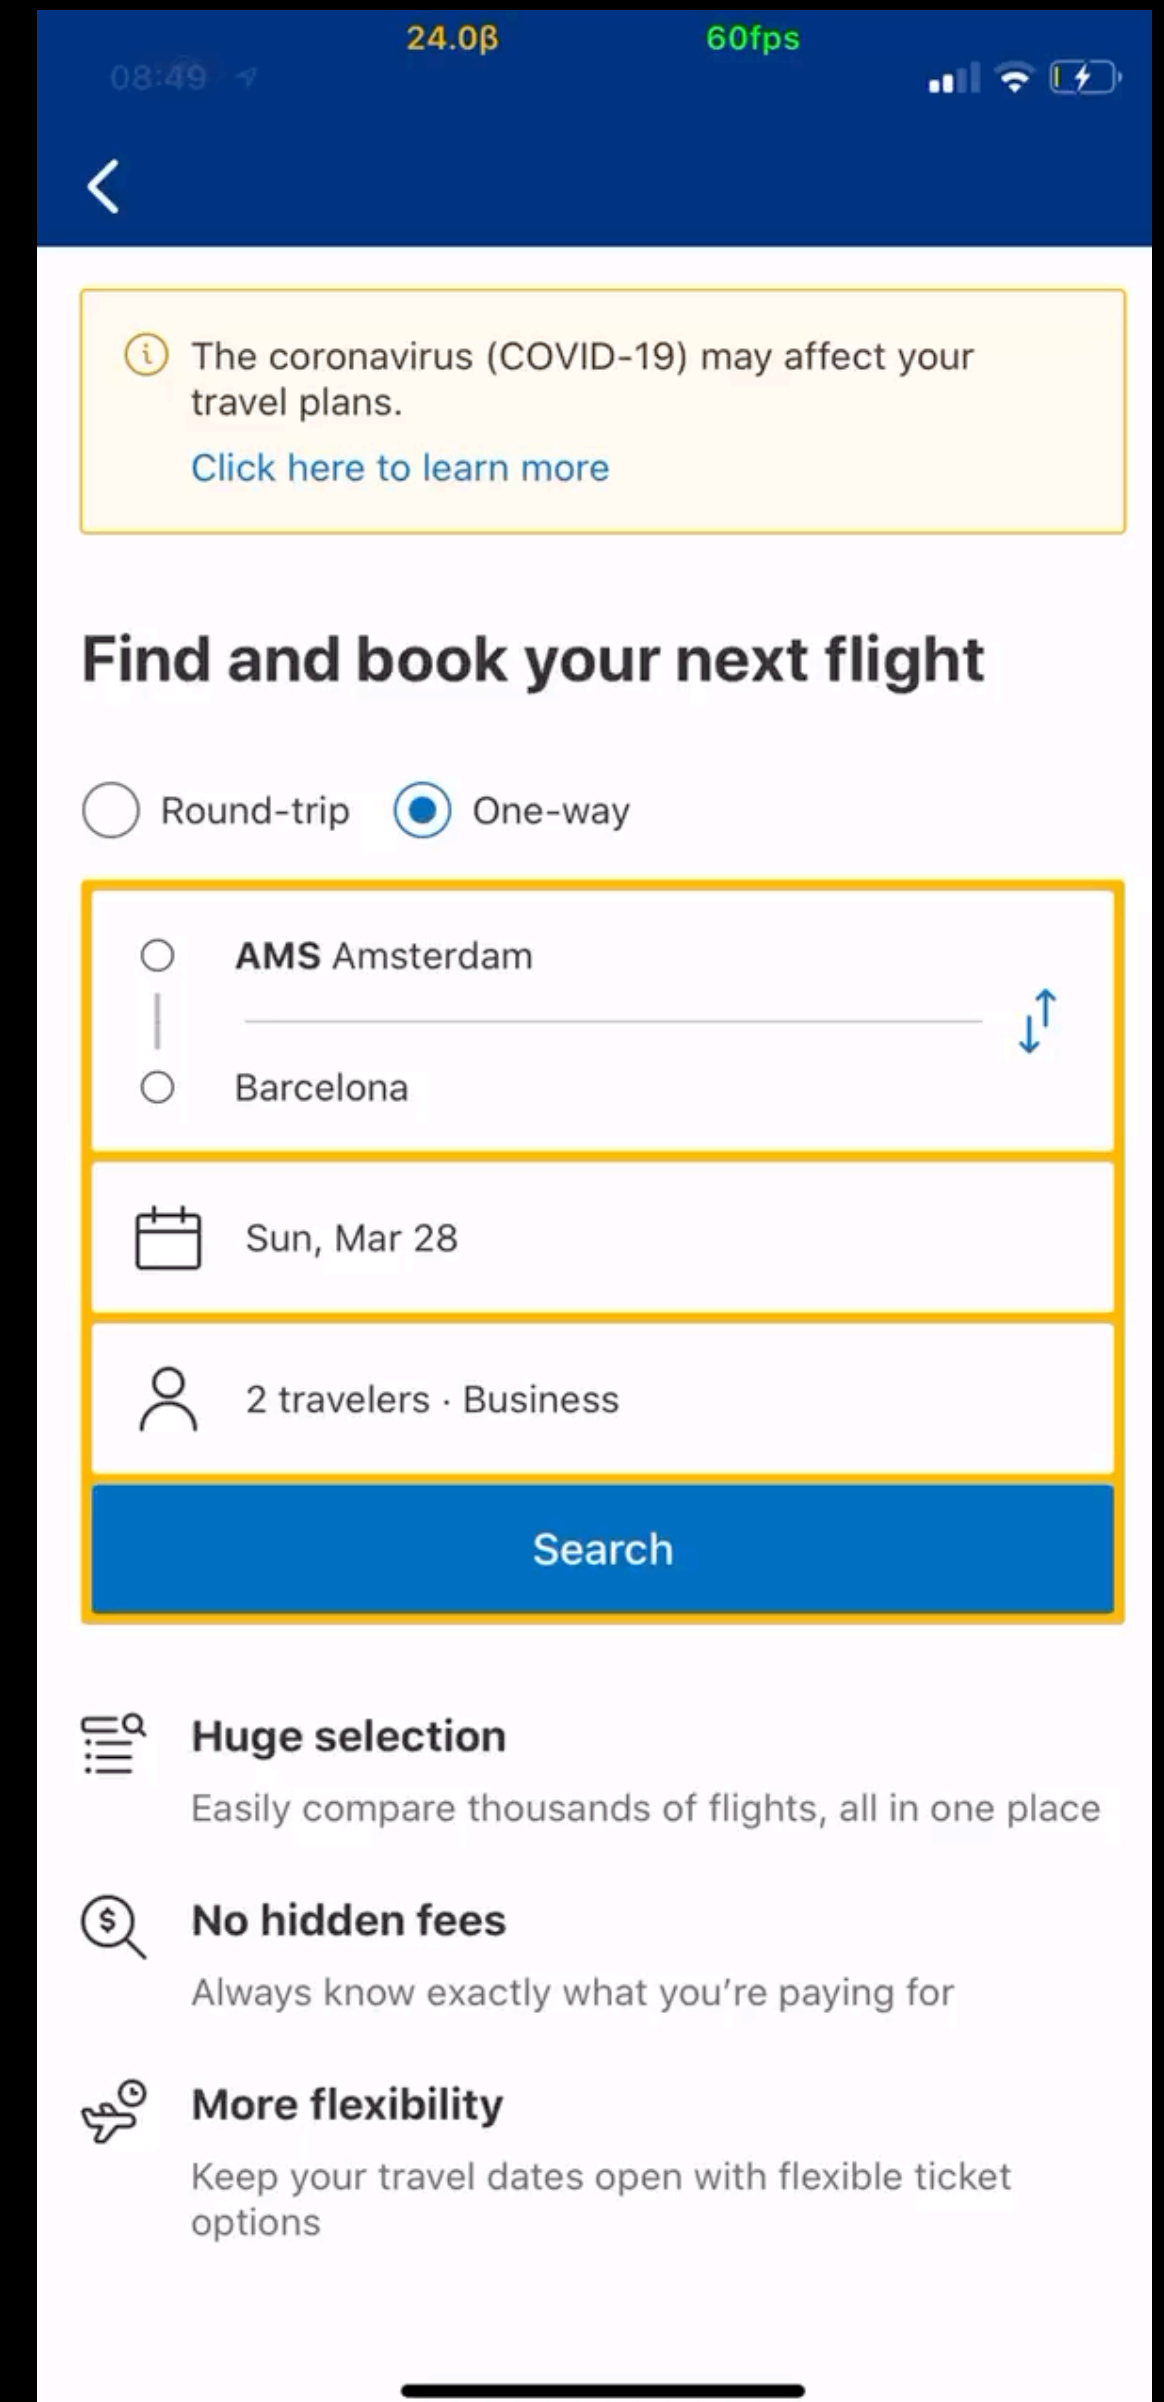 24.0β 60fps
08:49
The coronavirus (COVID-19) may affect your
travel plans.
Click here to learn more
Find and book your next flight
Round-trip One-way
AMS Amsterdam
Barcelona
Sun, Mar 28
2 travelers · Business
Search
Huge selection
Easily compare thousands of flights, all in one place
No hidden fees
Always know exactly what you’re paying for
More flexibility
Keep your travel dates open with flexible ticket
options